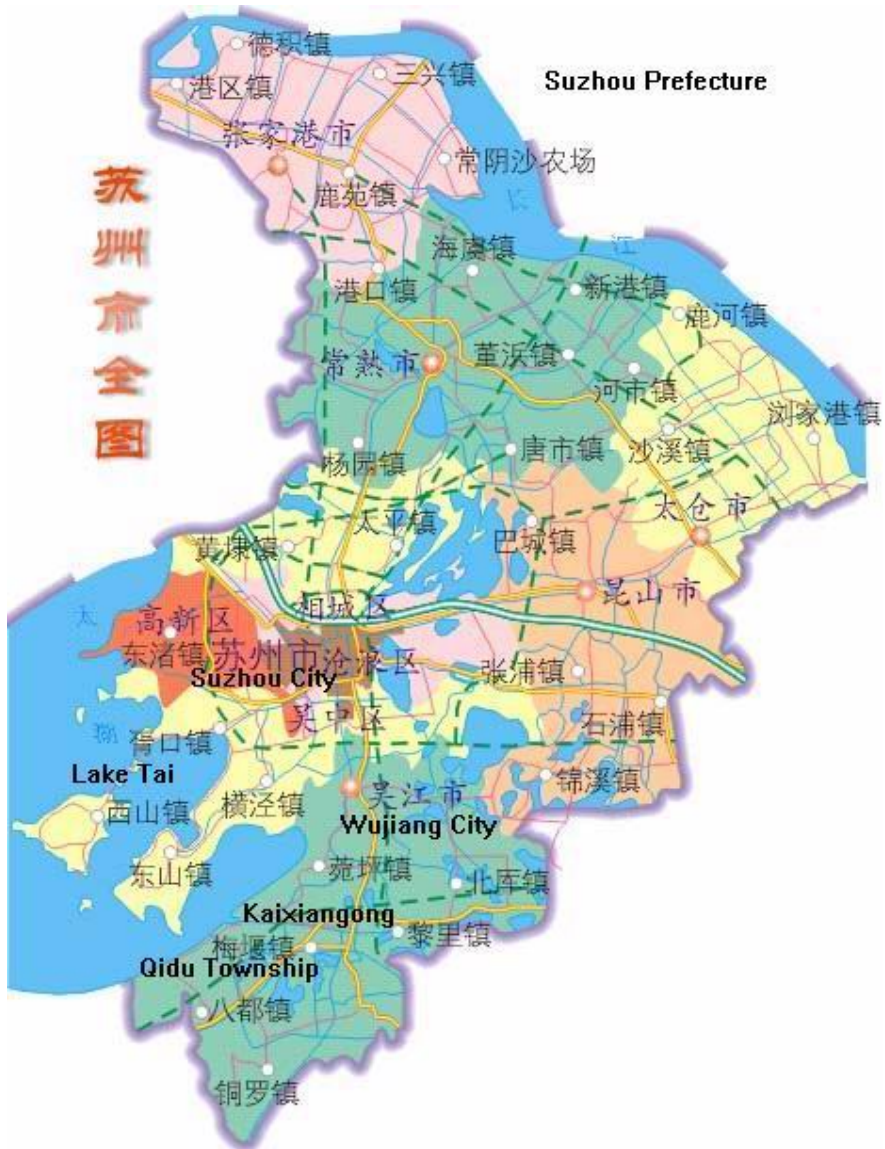 德积镇
港区镇
三兴镇
Suzhou Prefecture
张家港市
常阴沙农场
鹿苑镇
苏州市全图
长
江
海虞镇
港口镇
新港镇
鹿河镇
常熟市
董浜镇
河市镇
浏家港镇
杨园镇
唐市镇
沙溪镇
太仓市
太平镇
巴城镇
黄埭镇
昆山市
相城区
太
高新区
东渚镇
苏州市
沧浪区
张浦镇
Suzhou City
吴中区
石浦镇
湖
胥口镇
Lake Tai
横泾镇
锦溪镇
吴江市
西山镇
Wujiang City
东山镇
菀坪镇
北厍镇
Kaixiangong
梅堰镇
黎里镇
Qidu Township
八都镇
铜罗镇